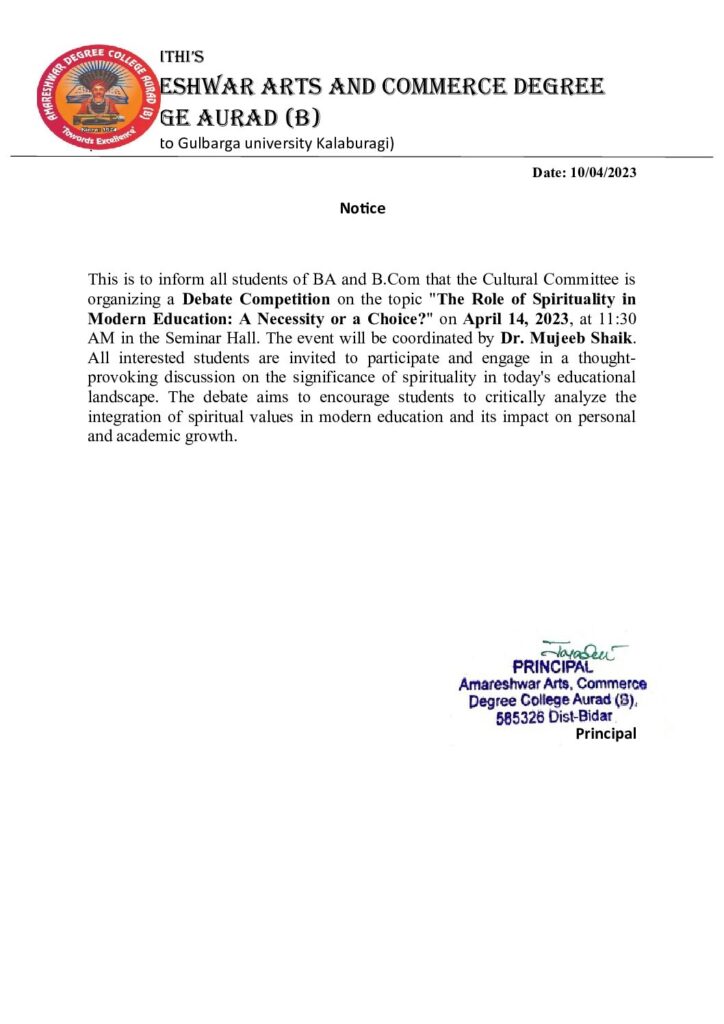 ITHI'S
ESHWAR ARTS AND COMMERCE DEGREE
GE AURAD (B)
to Gulbarga university Kalaburagi)
AMARESHWAR DEGREE COLLEGE AURAD (B)
"Towards Excellence"
Date: 10/04/2023
Notice
This is to inform all students of BA and B.Com that the Cultural Committee is
organizing a Debate Competition on the topic "The Role of Spirituality in
Modern Education: A Necessity or a Choice?" on April 14, 2023, at 11:30
AM in the Seminar Hall. The event will be coordinated by Dr. Mujeeb Shaik.
All interested students are invited to participate and engage in a thought-
provoking discussion on the significance of spirituality in today's educational
landscape. The debate aims to encourage students to critically analyze the
integration of spiritual values in modern education and its impact on personal
and academic growth.
PRINCIPAL
Amareshwar Arts, Commerce
Degree College Aurad (B),
585326 Dist-Bidar
Principal